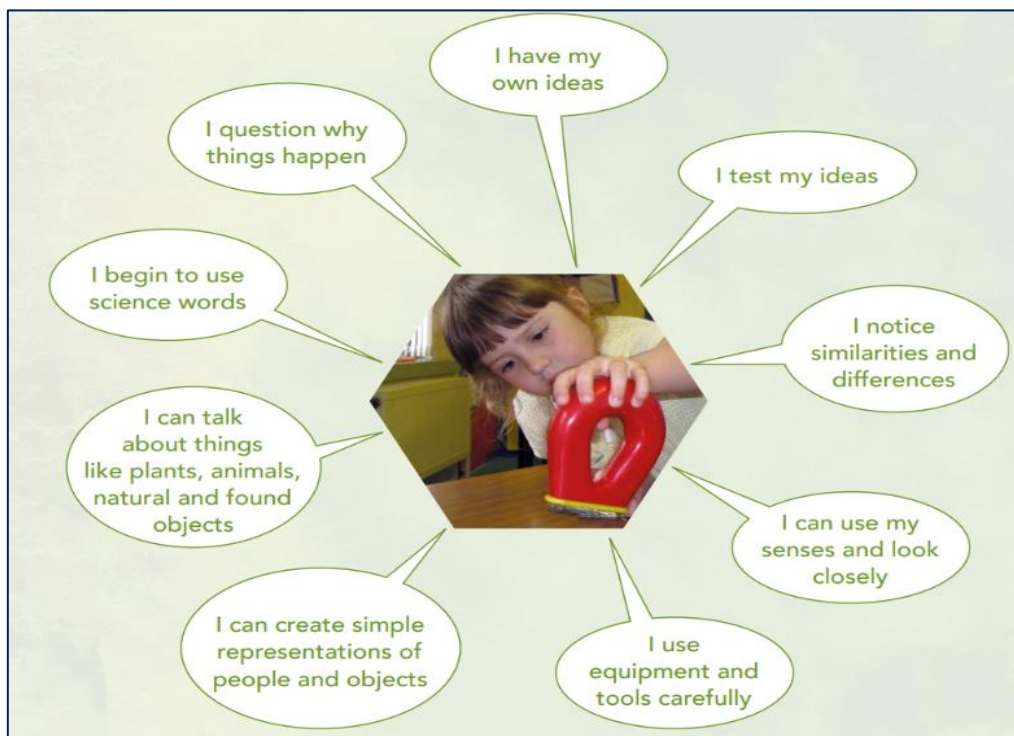 I have my
own ideas
I question why
things happen
I test my ideas
I begin to use
science words
I notice
similarities and
differences
I can talk
about things
like plants, animals,
natural and found
objects
I can use my
senses and look
closely
I can create simple
representations of
people and objects
I use
equipment and
tools carefully